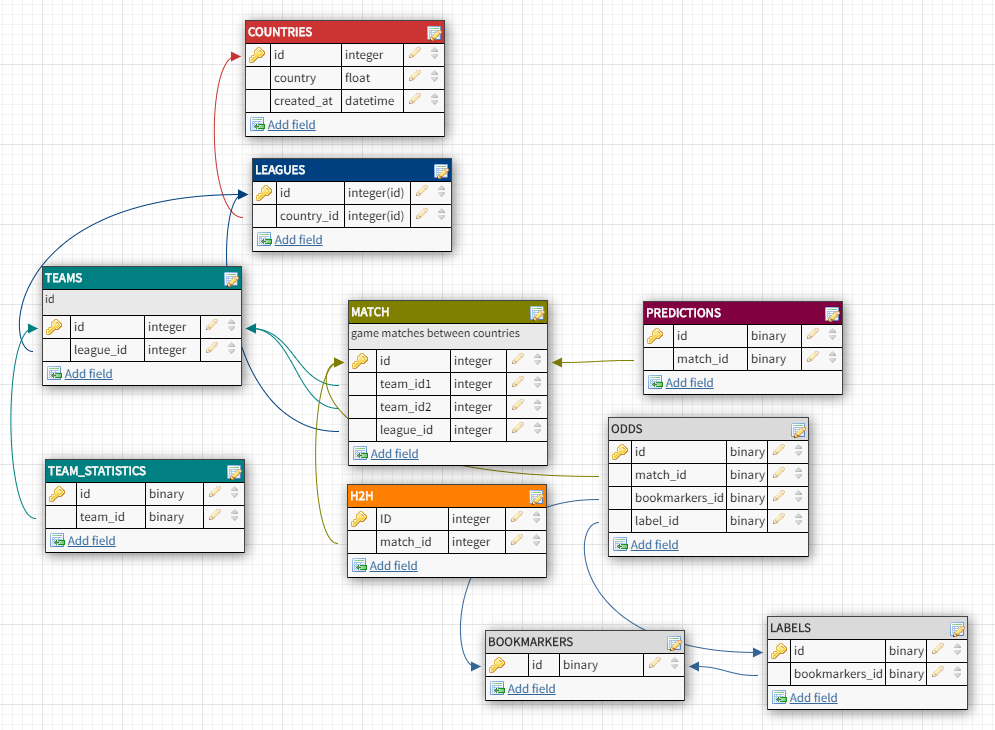 COUNTRIES
id integer
country float
created_at datetime
Add field
LEAGUES
id integer(id)
country_id integer(id)
Add field
TEAMS
id
id integer
league_id integer
Add field
MATCH
game matches between countries
id integer
team_id1 integer
team_id2 integer
league_id integer
Add field
PREDICTIONS
id binary
match_id binary
Add field
ODDS
id binary
match_id binary
bookmarkers_id binary
label_id binary
Add field
TEAM_STATISTICS
id binary
team_id binary
Add field
H2H
ID integer
match_id integer
Add field
BOOKMARKERS
id binary
Add field
LABELS
id binary
bookmarkers_id binary
Add field